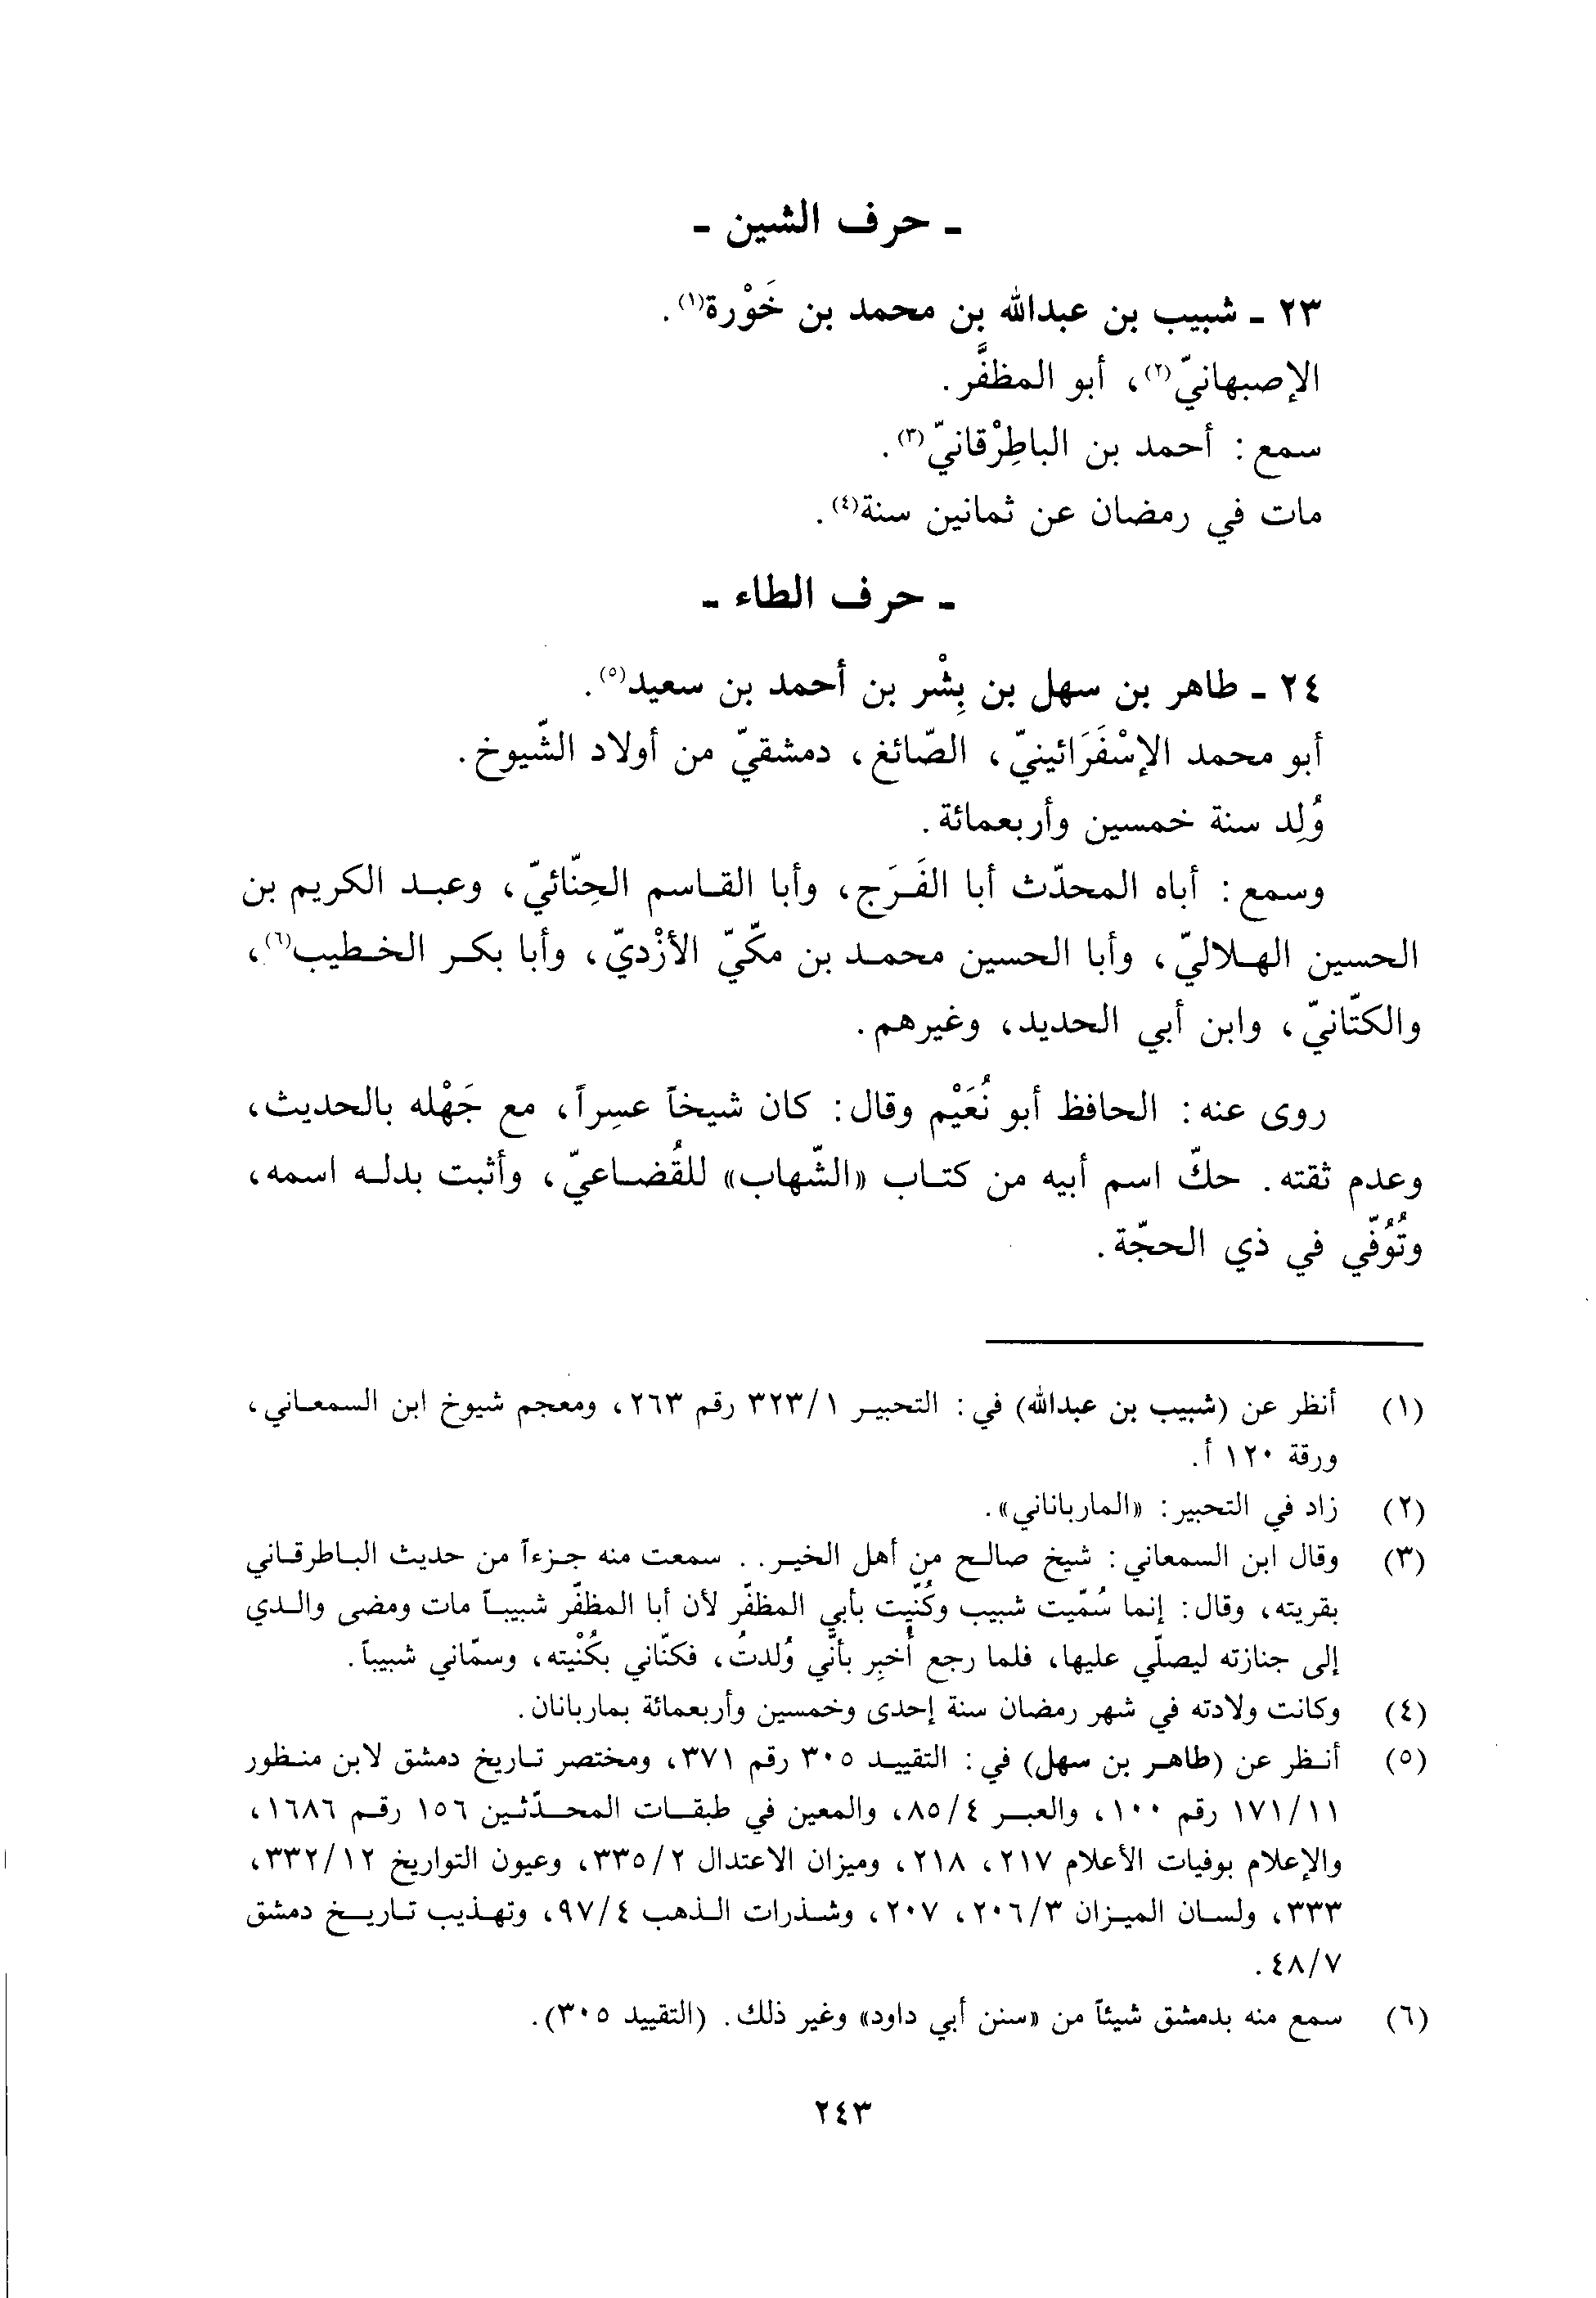 ـ حرف الشين ـ
٢٣ ـ شبيب بن عبدالله بن محمد بن خَوْرة(١).
الإصبهانيّ(٢)، أبو المظفَّر.
سمع: أحمد بن الباطِرْقانيّ(٣).
مات في رمضان عن ثمانين سنة(٤).
ـ حرف الطاء ـ
٢٤ ـ طاهر بن سهل بن بِشْر بن أحمد بن سعيد(٥).
أبو محمد الإسْفَرَائينيّ، الصّائغ، دمشقيّ من أولاد الشّيوخ.
وُلِد سنة خمسين وأربعمائة.
وسمع: أباه المحدّث أبا الفَرَج، وأبا القاسم الحِنّائيّ، وعبد الكريم بن
الحسين الهلاليّ، وأبا الحسين محمد بن مكّيّ الأزْديّ، وأبا بكر الخطيب(٦)،
والكتّانيّ، وابن أبي الحديد، وغيرهم.
روى عنه: الحافظ أبو نُعَيْم وقال: كان شيخاً عسِراً، مع جَهْله بالحديث،
وعدم ثقته. حكّ اسم أبيه من كتاب «الشّهاب» للقُضاعيّ، وأثبت بدله اسمه،
وتُوُفّي في ذي الحجّة.
(١) أنظر عن (شبيب بن عبدالله) في: التحبير ٣٢٣/١ رقم ٢٦٣، ومعجم شيوخ ابن السمعاني،
ورقة ١٢٠ أ.
(٢) زاد في التحبير: «المارباناني».
(٣) وقال ابن السمعاني: شيخ صالح من أهل الخير.. سمعت منه جزءاً من حديث الباطرقاني
بقريته، وقال: إنما سُمّيت شبيب وكُنّيت بأبي المظفّر لأن أبا المظفّر شبيباً مات ومضى والدي
إلى جنازته ليصلّي عليها، فلما رجع أُخبِر بأنّي وُلدتُ، فكنّاني بكُنْيته، وسمّاني شبيباً.
(٤) وكانت ولادته في شهر رمضان سنة إحدى وخمسين وأربعمائة بماربانان.
(٥) أنظر عن (طاهر بن سهل) في: التقييد ٣٠٥ رقم ٣٧١، ومختصر تاريخ دمشق لابن منظور
١٧١/١١ رقم ١٠٠، والعبر ٨٥/٤، والمعين في طبقات المحدّثين ١٥٦ رقم ١٦٨٦،
والإعلام بوفيات الأعلام ٢١٧، ٢١٨، وميزان الاعتدال ٣٣٥/٢، وعيون التواريخ ٣٣٢/١٢،
٣٣٣، ولسان الميزان ٢٠٦/٣، ٢٠٧، وشذرات الذهب ٩٧/٤، وتهذيب تاريخ دمشق
٤٨/٧.
(٦) سمع منه بدمشق شيئاً من «سنن أبي داود» وغير ذلك. (التقييد ٣٠٥).
٢٤٣